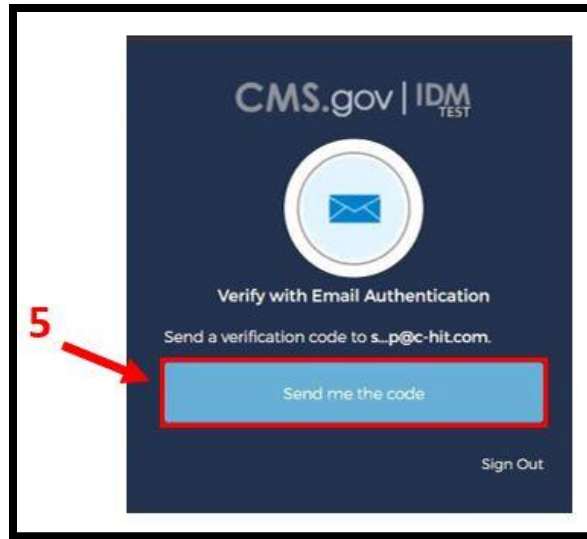 CMS.gov | IDM
TEST
Verify with Email Authentication
5
Send a verification code to s...p@c-hit.com.
Send me the code
Sign Out